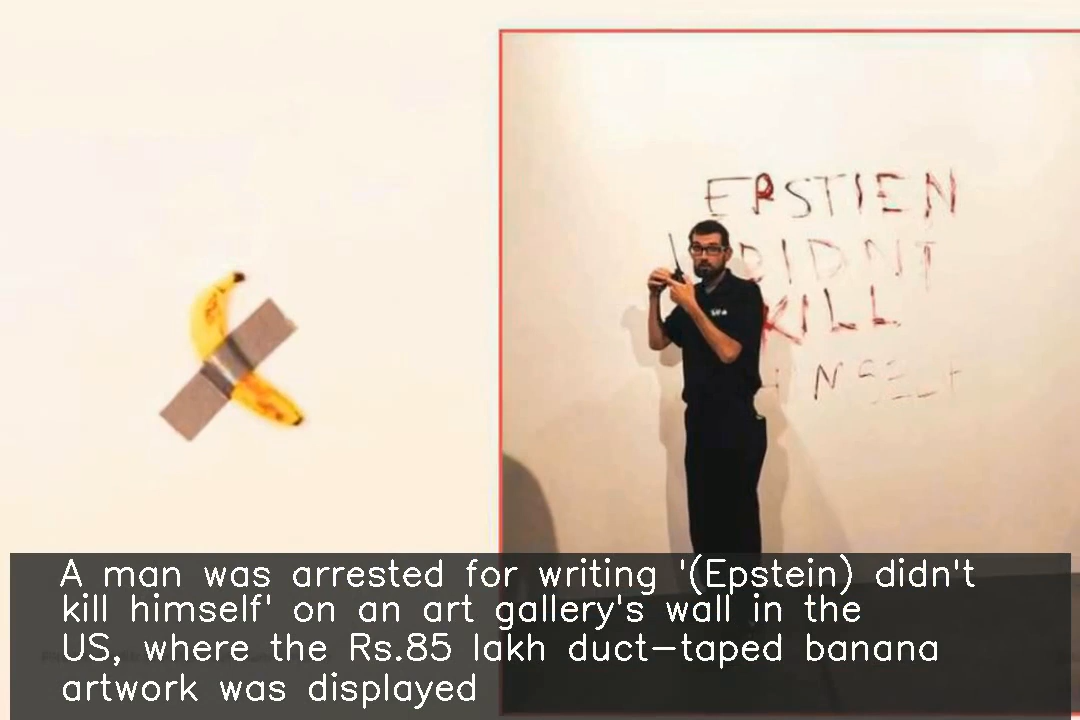 EPSTIEN
DIDNT
KILL
A man was arrested for writing '(Epstein) didn't
kill himself' on an art gallery's wall in the
US, where the Rs.85 lakh duct-taped banana
artwork was displayed